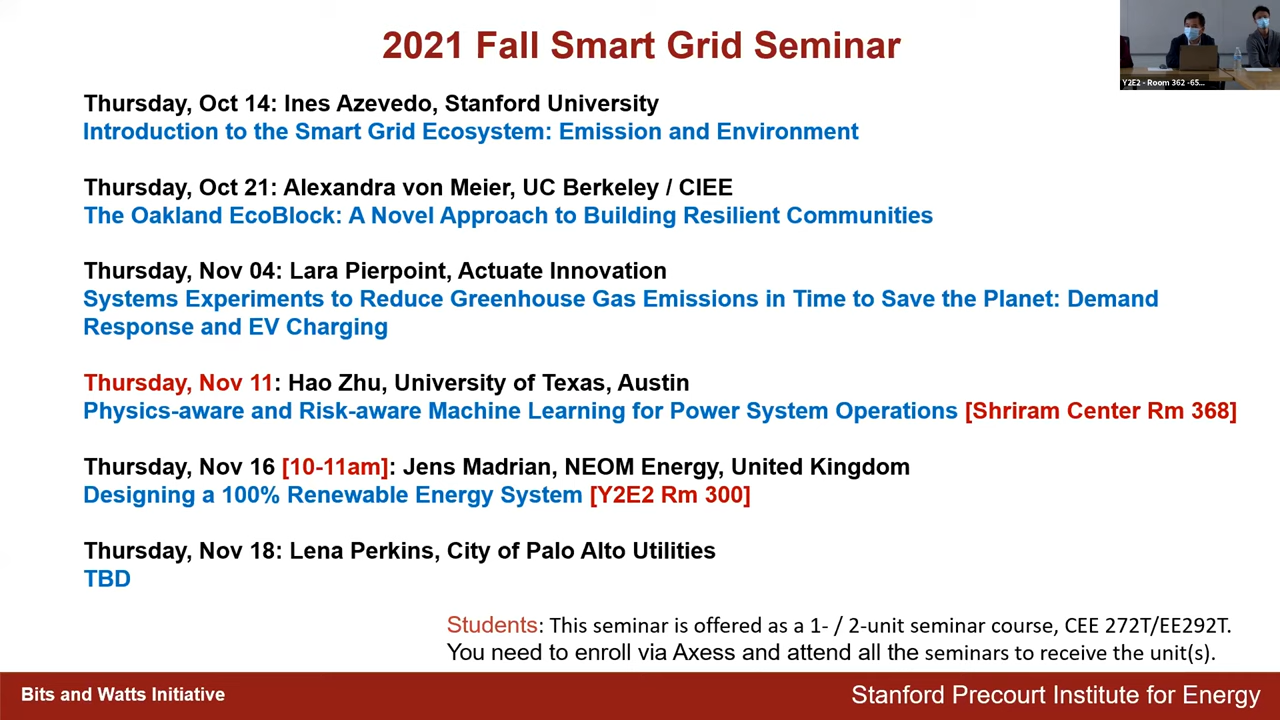 2021 Fall Smart Grid Seminar
Y2E2 - Room 362 -65...
Thursday, Oct 14: Ines Azevedo, Stanford University
Introduction to the Smart Grid Ecosystem: Emission and Environment
Thursday, Oct 21: Alexandra von Meier, UC Berkeley / CIEE
The Oakland EcoBlock: A Novel Approach to Building Resilient Communities
Thursday, Nov 04: Lara Pierpoint, Actuate Innovation
Systems Experiments to Reduce Greenhouse Gas Emissions in Time to Save the Planet: Demand
Response and EV Charging
Thursday, Nov 11: Hao Zhu, University of Texas, Austin
Physics-aware and Risk-aware Machine Learning for Power System Operations [Shriram Center Rm 368]
Thursday, Nov 16 [10-11am]: Jens Madrian, NEOM Energy, United Kingdom
Designing a 100% Renewable Energy System [Y2E2 Rm 300]
Thursday, Nov 18: Lena Perkins, City of Palo Alto Utilities
TBD
Students: This seminar is offered as a 1- / 2-unit seminar course, CEE 272T/EE292T.
You need to enroll via Axess and attend all the seminars to receive the unit(s).
Bits and Watts Initiative
Stanford Precourt Institute for Energy